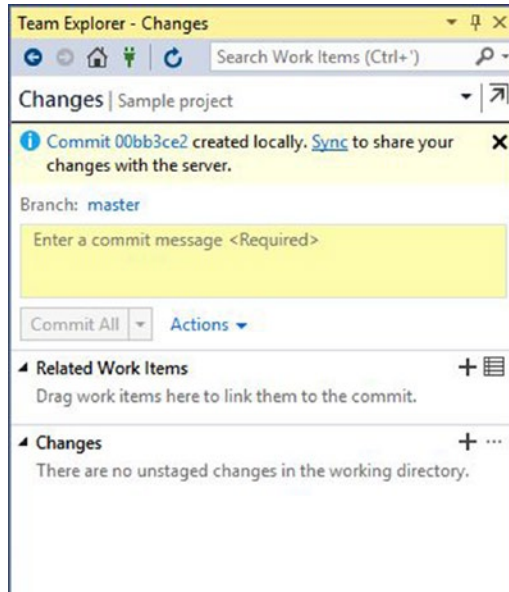 Team Explorer - Changes
Search Work Items (Ctrl+')
Changes | Sample project
Commit 00bb3ce2 created locally. Sync to share your
changes with the server.
Branch: master
Enter a commit message <Required>
Commit All Actions
Related Work Items
Drag work items here to link them to the commit.
Changes
There are no unstaged changes in the working directory.